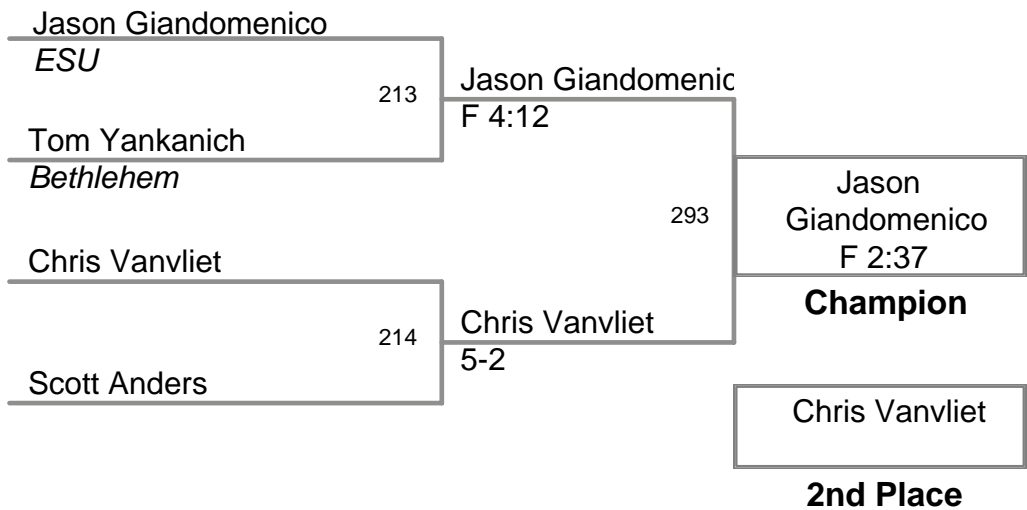 Jason Giandomenico
ESU
213
Jason Giandomenic
F 4:12
Tom Yankanich
Bethlehem
293
Jason
Giandomenico
F 2:37
Champion
Chris Vanvliet
214
Chris Vanvliet
5-2
Scott Anders
Chris Vanvliet
2nd Place